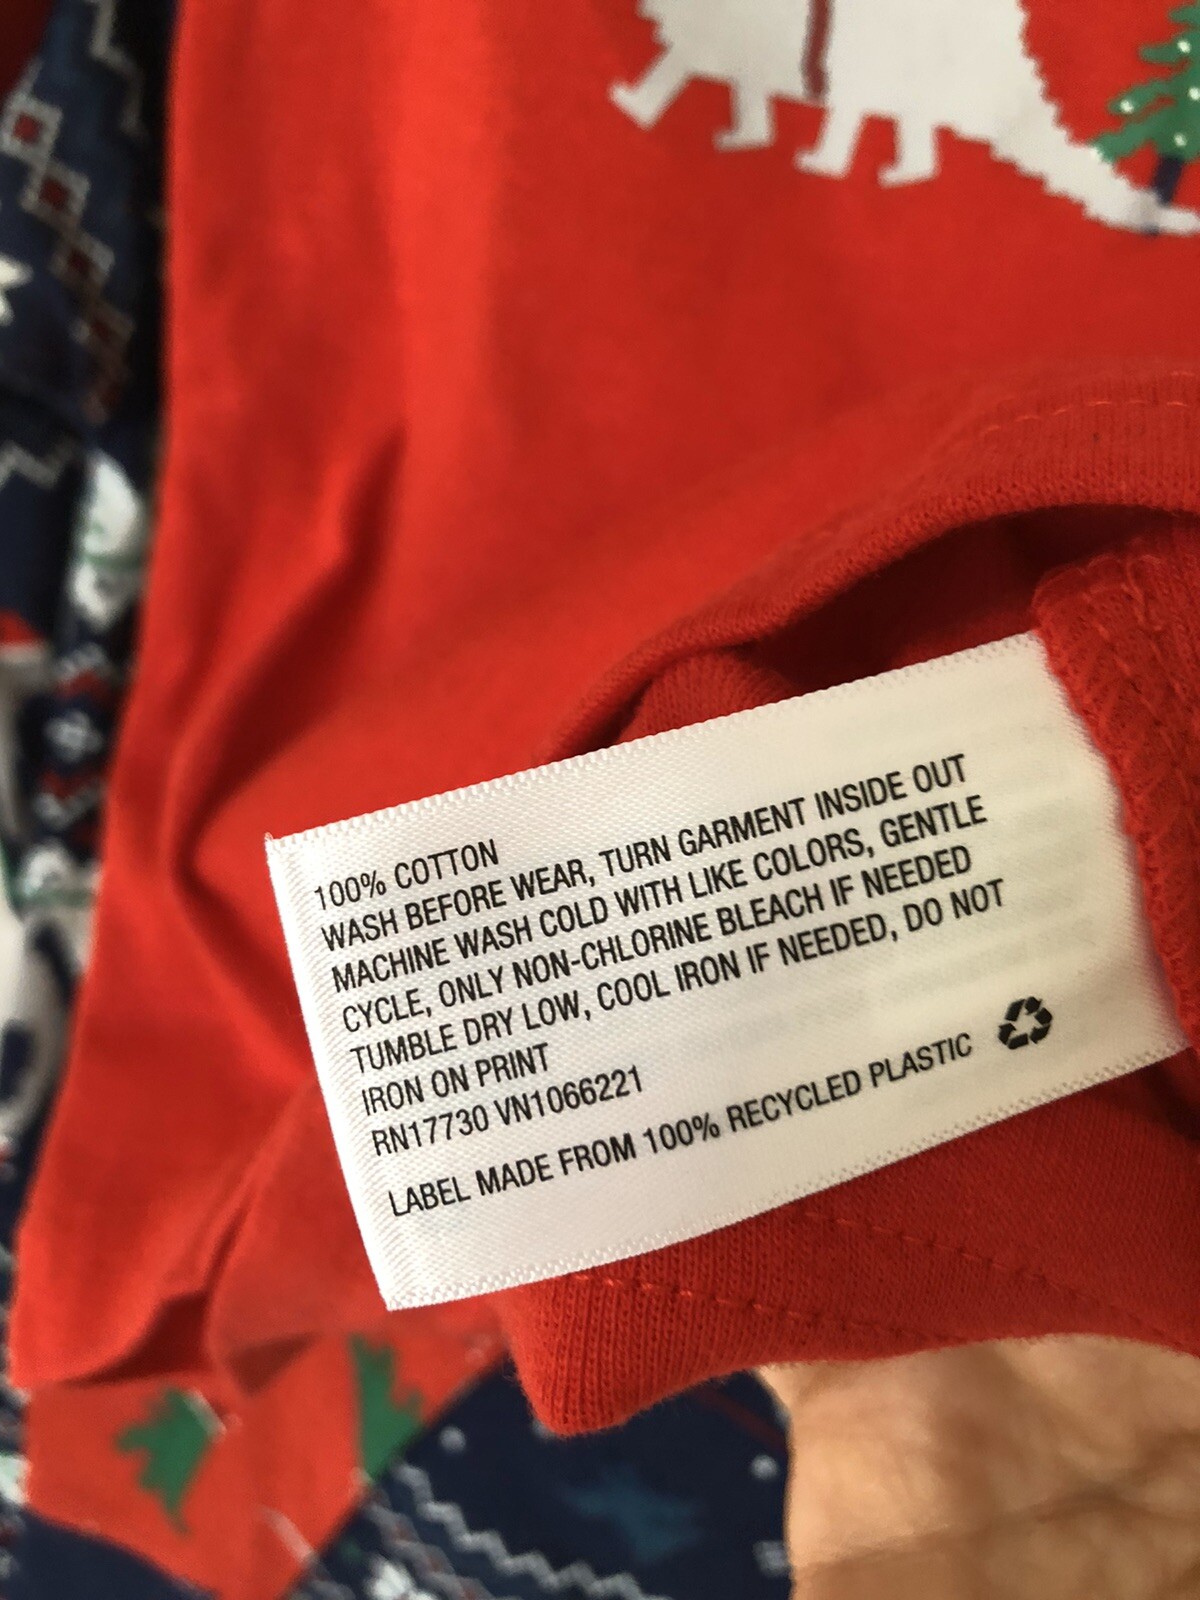 100% COTTON
WASH BEFORE WEAR, TURN GARMENT INSIDE OUT
MACHINE WASH COLD WITH LIKE COLORS, GENTLE
CYCLE, ONLY NON-CHLORINE BLEACH IF NEEDED
TUMBLE DRY LOW, COOL IRON IF NEEDED, DO NOT
IRON ON PRINT
RN17730 VN1066221
LABEL MADE FROM 100% RECYCLED PLASTIC